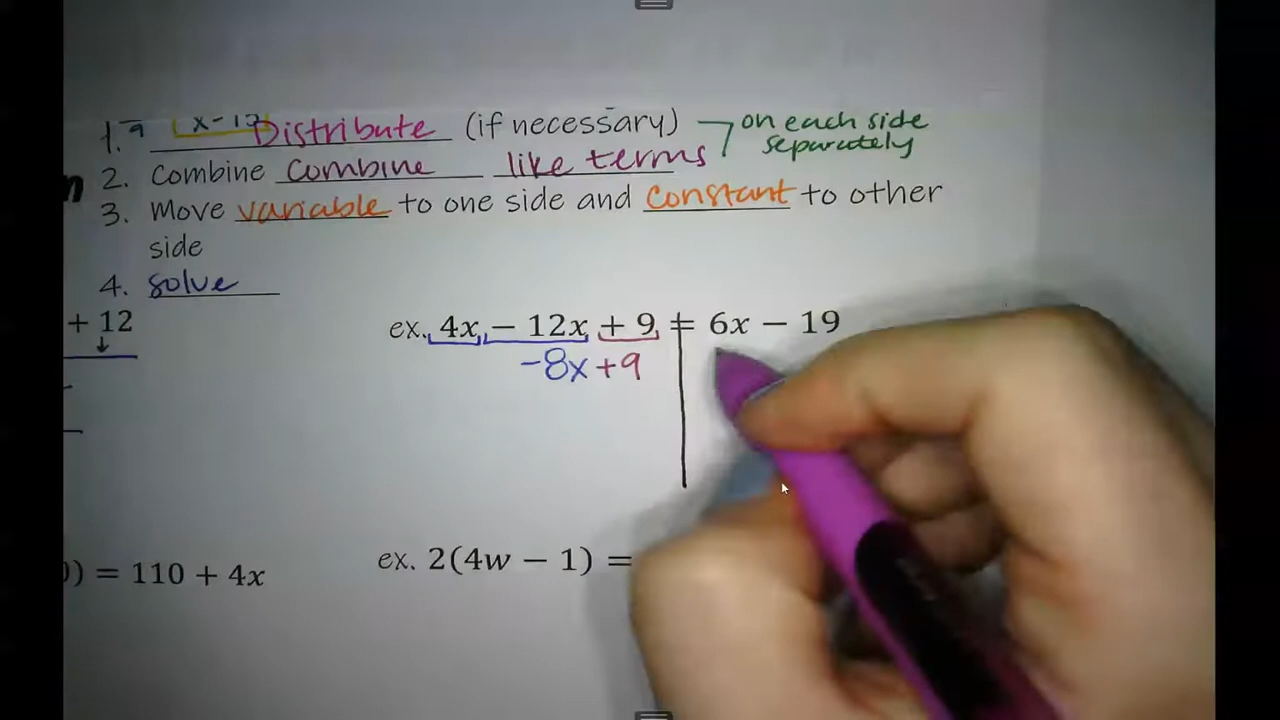 1. Distribute (if necessary) on each side
9 x-12 separately
2. Combine Combine like terms
3. Move variable to one side and constant to other
side
4. solve
+ 12
ex. 4x - 12x + 9 = 6x - 19
-8x + 9
) = 110 + 4x
ex. 2(4w - 1) =